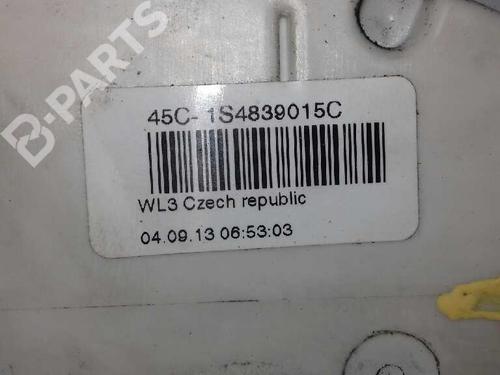 B-PARTS
45C- 1S4839015C
WL3 Czech republic
04.09.13 06:53:03